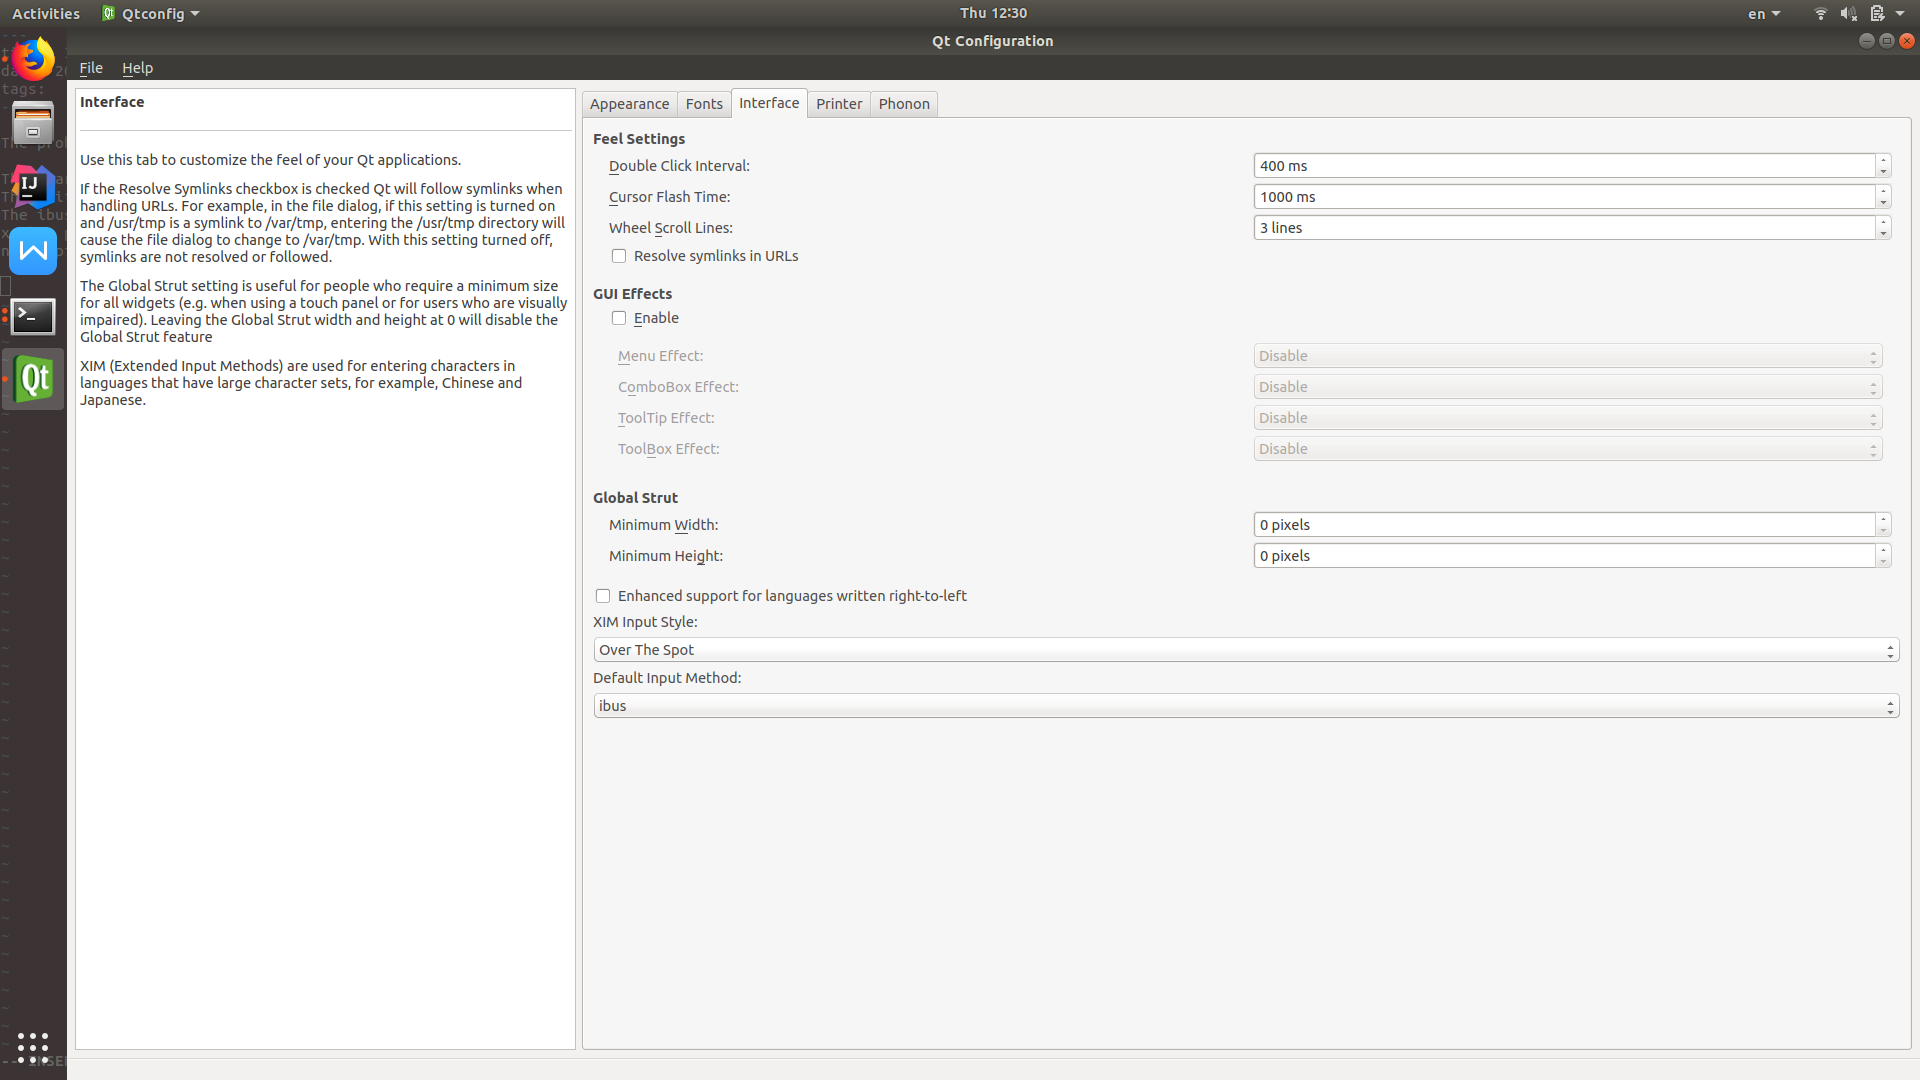 Activities
Qtconfig
Thu 12:30
en
Qt Configuration
File
Help
tags:
Interface
Use this tab to customize the feel of your Qt applications.
If the Resolve Symlinks checkbox is checked Qt will follow symlinks when
handling URLs. For example, in the file dialog, if this setting is turned on
and /usr/tmp is a symlink to /var/tmp, entering the /usr/tmp directory will
cause the file dialog to change to /var/tmp. With this setting turned off,
symlinks are not resolved or followed.
The Global Strut setting is useful for people who require a minimum size
for all widgets (e.g. when using a touch panel or for users who are visually
impaired). Leaving the Global Strut width and height at 0 will disable the
Global Strut feature
XIM (Extended Input Methods) are used for entering characters in
languages that have large character sets, for example, Chinese and
Japanese.
Appearance
Fonts
Interface
Printer
Phonon
Feel Settings
Double Click Interval:
400 ms
Cursor Flash Time:
1000 ms
Wheel Scroll Lines:
3 lines
Resolve symlinks in URLs
GUI Effects
Enable
Menu Effect:
Disable
ComboBox Effect:
Disable
ToolTip Effect:
Disable
ToolBox Effect:
Disable
Global Strut
Minimum Width:
0 pixels
Minimum Height:
0 pixels
Enhanced support for languages written right-to-left
XIM Input Style:
Over The Spot
Default Input Method:
ibus
The ibus
IJ
Qt